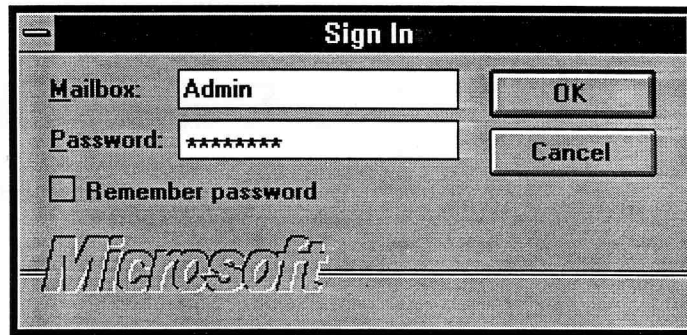 Sign In
Mailbox: Admin OK
Password: ******** Cancel
Remember password
Microsoft